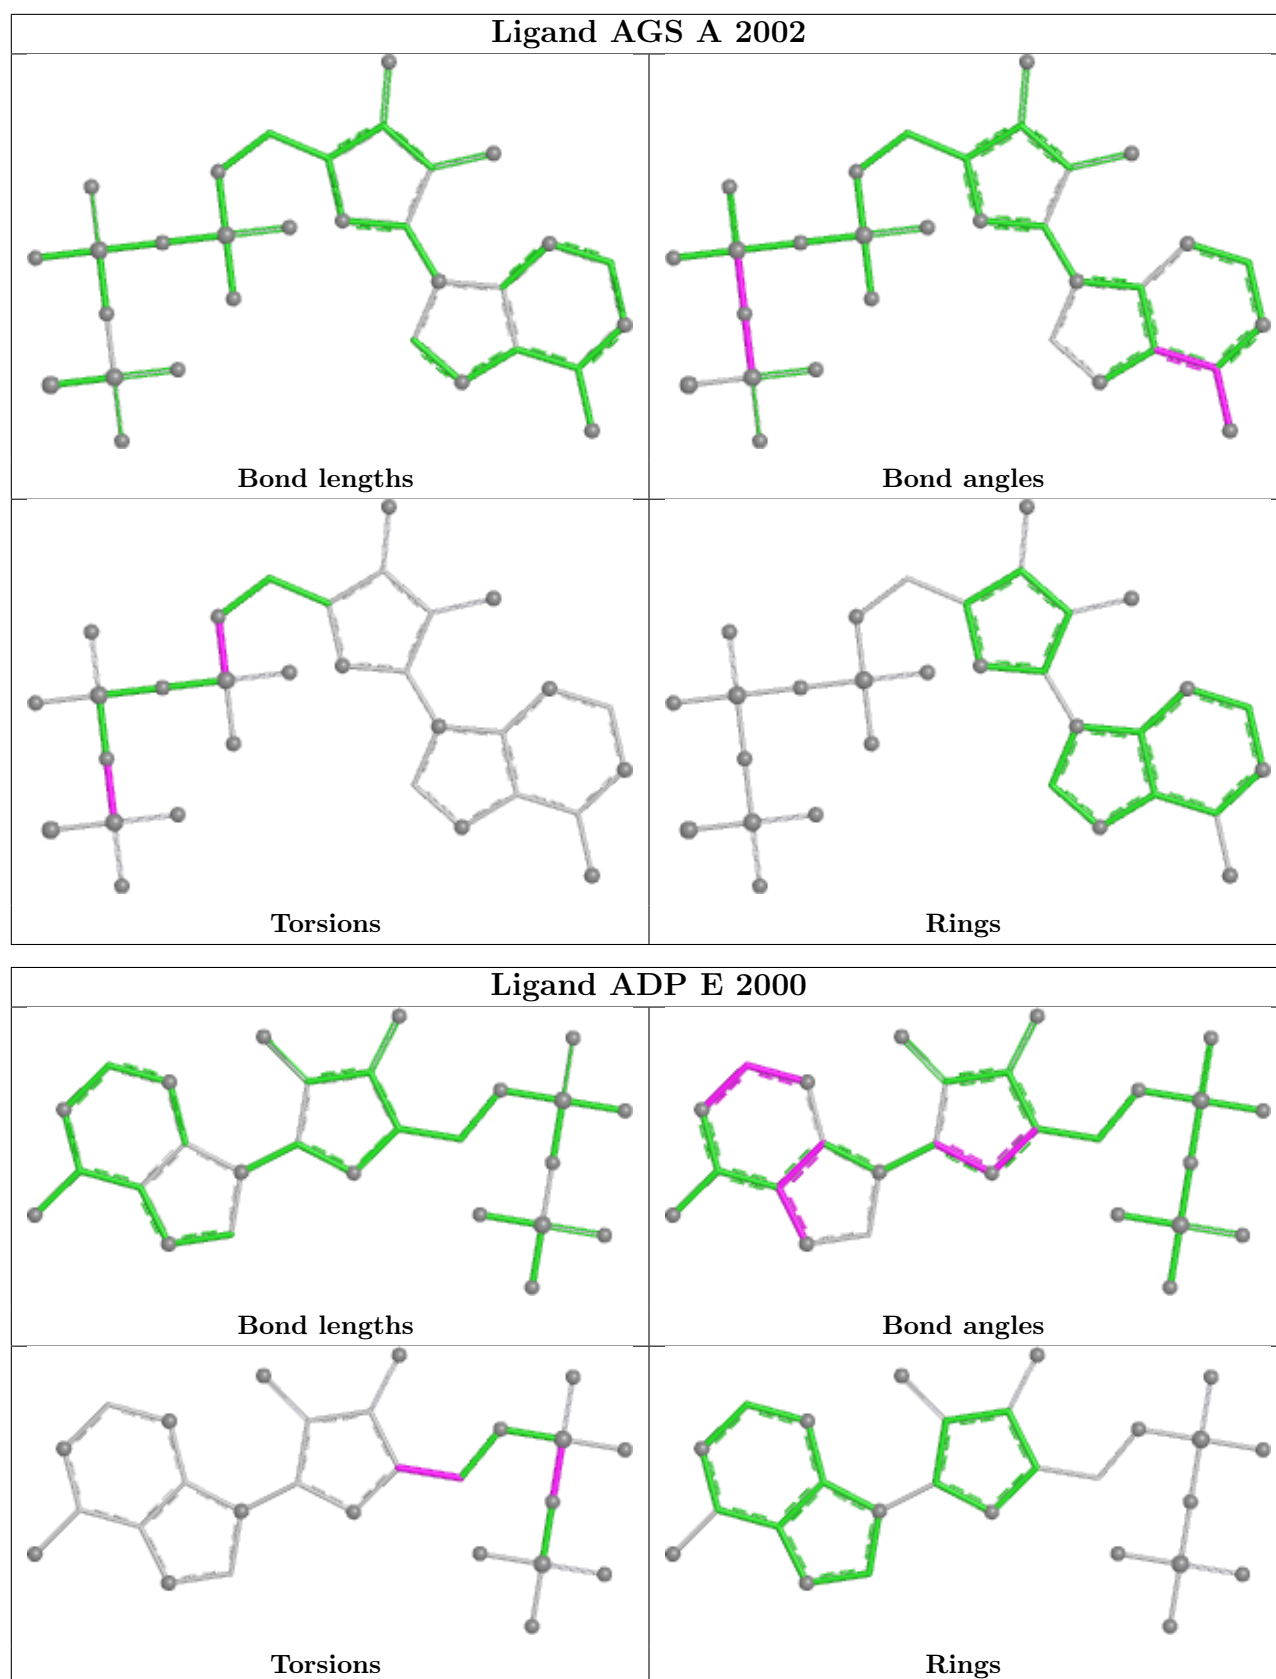 Ligand AGS A 2002
Bond lengths
Bond angles
Torsions
Rings
Ligand ADP E 2000
Bond lengths
Bond angles
Torsions
Rings